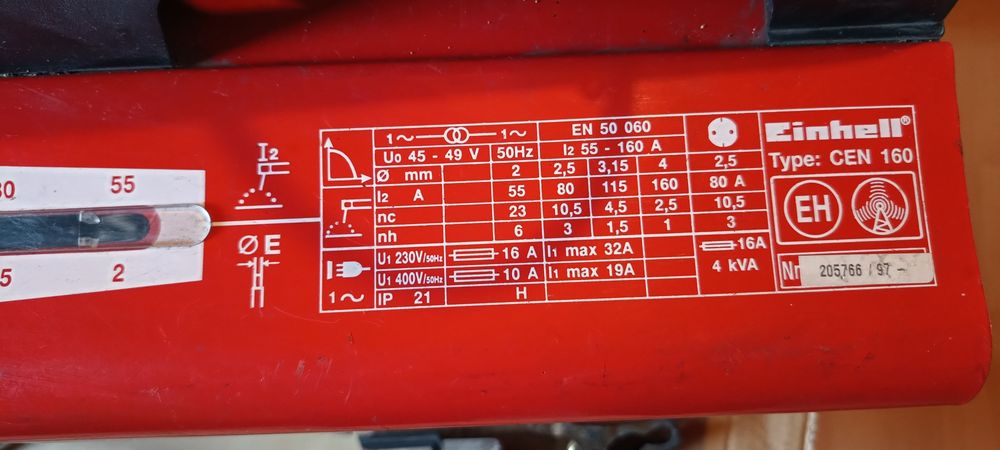 30 55
5 2
I2
Ø E
1~ 1~ EN 50 060
U0 45 - 49 V 50Hz I2 55 - 160 A
Ø mm 2 2,5 3,15 4 2,5
I2 A 55 80 115 160 80 A
nc 23 10,5 4,5 2,5 10,5
nh 6 3 1,5 1 3
U1 230V/50Hz 16 A I1 max 32A 16A
U1 400V/50Hz 10 A I1 max 19A 4 kVA
1~ IP 21 H
Einhell®
Type: CEN 160
EH
Nr 205766 / 97 -